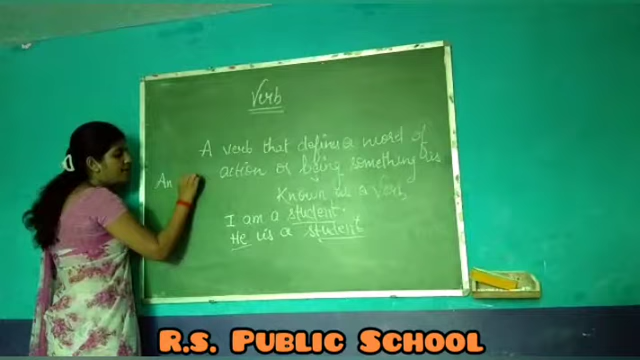 Verb
A verb that defines a word of
action or being something is
An
Known as a Verb,
I am a student.
He is a student
R.S. Public School